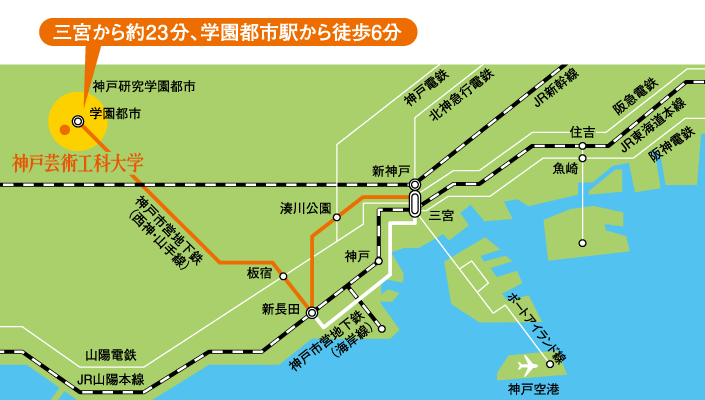 三宮から約23分、学園都市駅から徒歩6分
神戸研究学園都市
学園都市
神戸芸術工科大学
神戸電鉄
北神急行電鉄
JR新幹線
阪急電鉄
JR東海道本線
阪神電鉄
住吉
魚崎
新神戸
三宮
湊川公園
神戸市営地下鉄
(西神・山手線)
神戸
板宿
新長田
神戸市営地下鉄
(海岸線)
ポートアイランド線
山陽電鉄
JR山陽本線
神戸空港